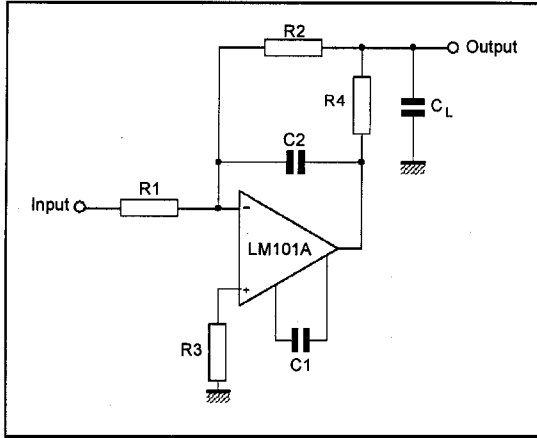 R2
Output
R4
C L
C2
R1
Input
−
LM101A
+
R3
C1